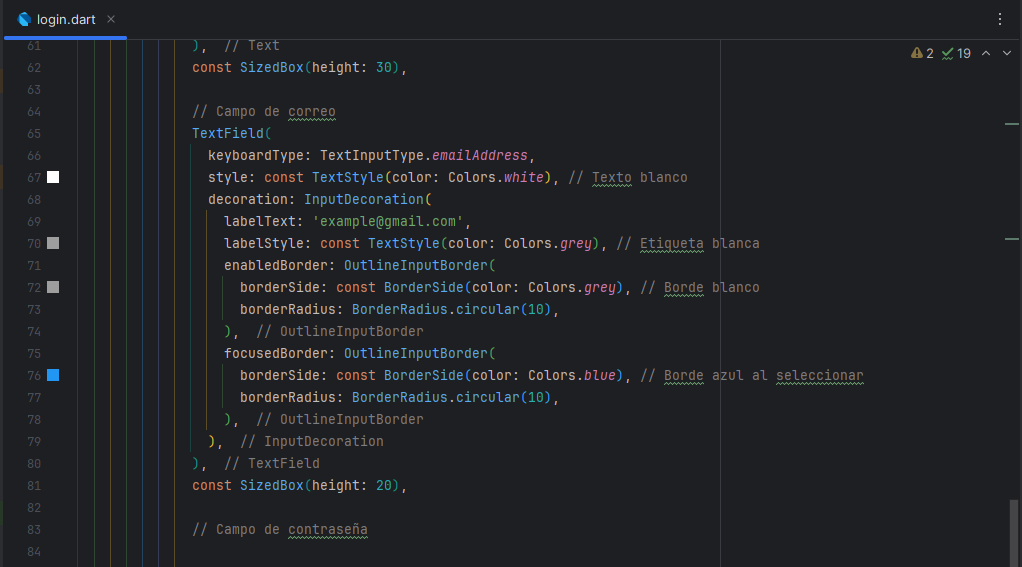 login.dart
2 19
61 ), // Text
62 const SizedBox(height: 30),
63
64 // Campo de correo
65 TextField(
66 keyboardType: TextInputType.emailAddress,
67 style: const TextStyle(color: Colors.white), // Texto blanco
68 decoration: InputDecoration(
69 labelText: 'example@gmail.com',
70 labelStyle: const TextStyle(color: Colors.grey), // Etiqueta blanca
71 enabledBorder: OutlineInputBorder(
72 borderSide: const BorderSide(color: Colors.grey), // Borde blanco
73 borderRadius: BorderRadius.circular(10),
74 ), // OutlineInputBorder
75 focusedBorder: OutlineInputBorder(
76 borderSide: const BorderSide(color: Colors.blue), // Borde azul al seleccionar
77 borderRadius: BorderRadius.circular(10),
78 ), // OutlineInputBorder
79 ), // InputDecoration
80 ), // TextField
81 const SizedBox(height: 20),
82
83 // Campo de contraseña
84